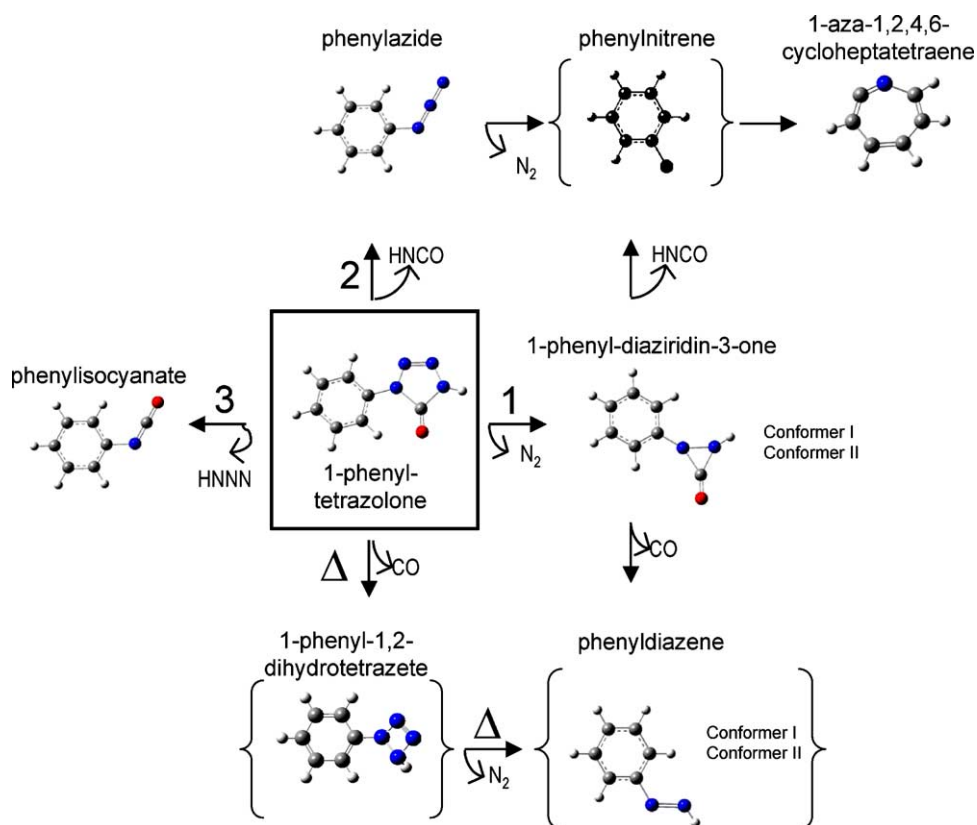 phenylazide
phenylnitrene
1-aza-1,2,4,6-
cycloheptatetraene
N2
2
HNCO
HNCO
phenylisocyanate
3
HNNN
1-phenyl-
tetrazolone
1
N2
1-phenyl-diaziridin-3-one
Conformer I
Conformer II
Δ
CO
CO
1-phenyl-1,2-
dihydrotetrazete
Δ
N2
phenyldiazene
Conformer I
Conformer II